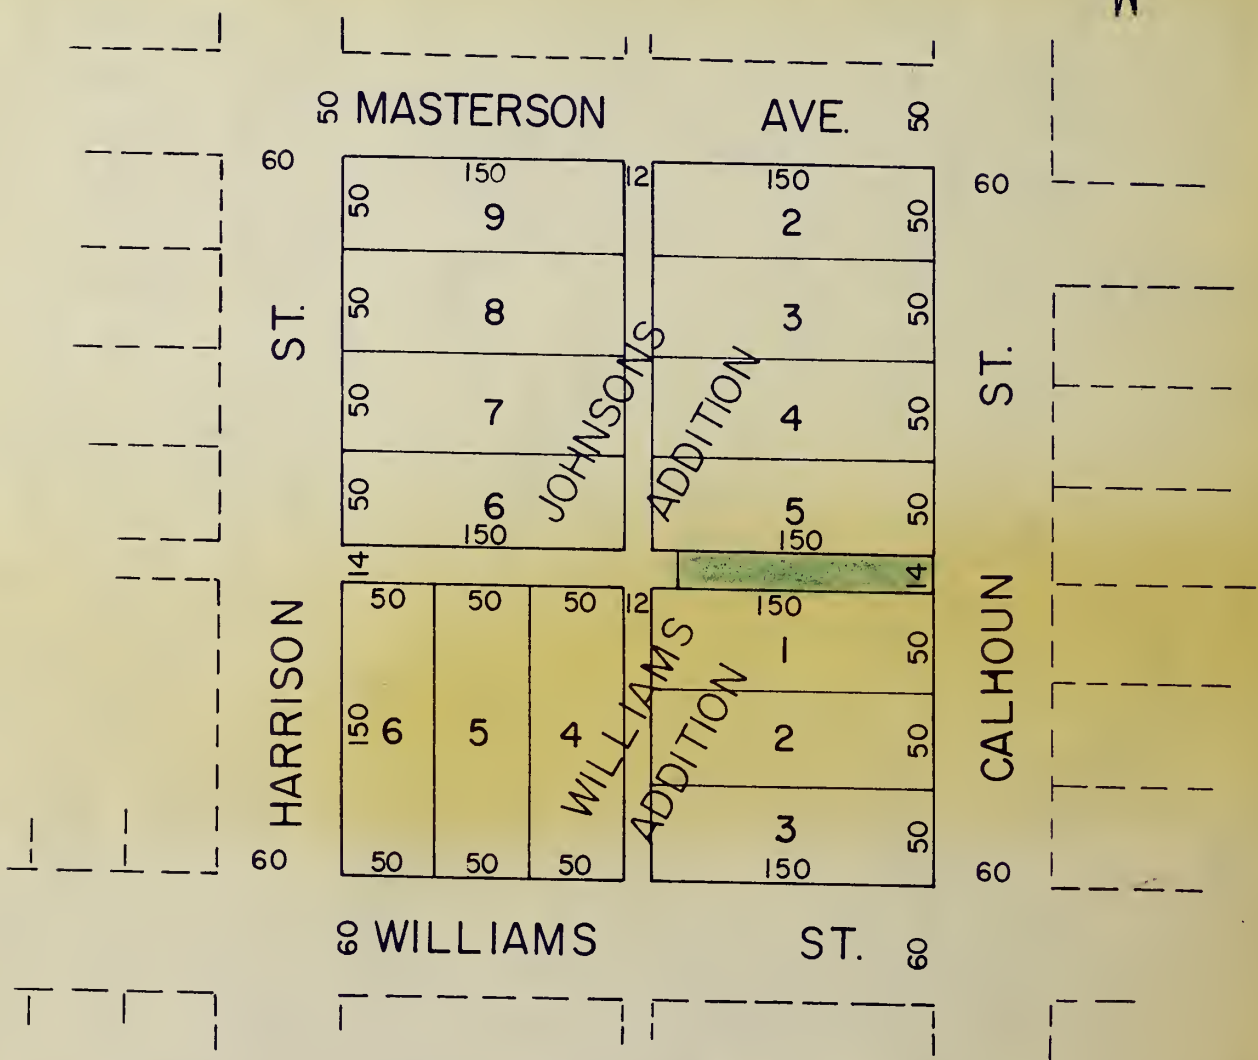 50 MASTERSON AVE. 50
60 150 12 150 60
50 9 2 50
50 8 3 50
ST. ST.
50 7 4 50
JOHNSONS ADDITION
50 6 5 50
150 150
14 14
50 50 50 12 150
1 50
HARRISON CALHOUN
150 6 5 4 2 50
WILLIAMS ADDITION
3 50
60 50 50 50 150 60
60 WILLIAMS ST. 60